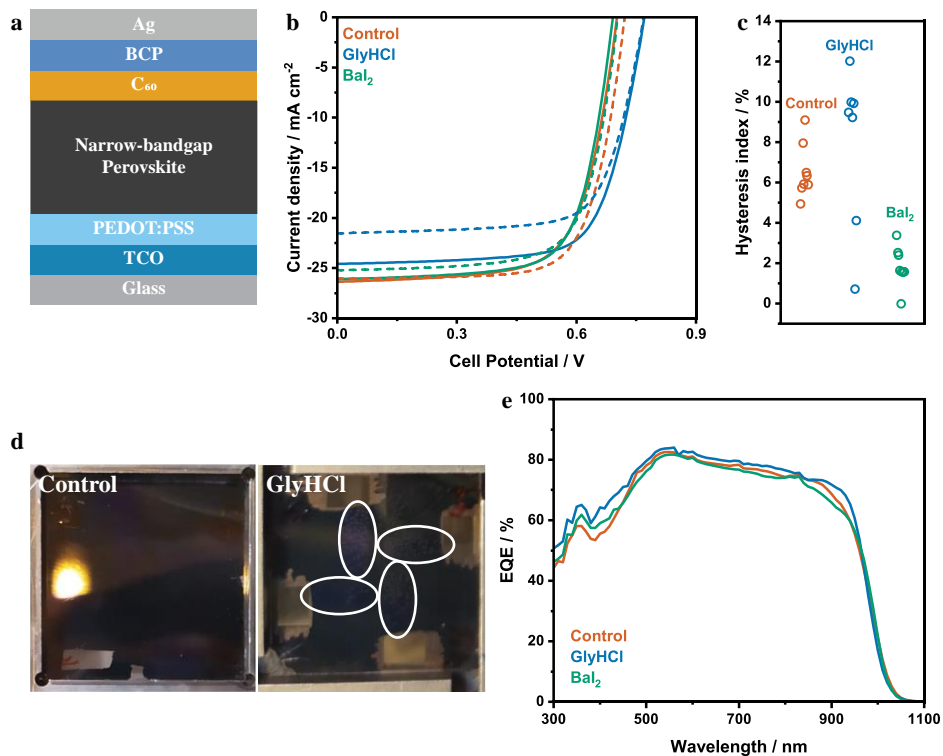 a
Ag
BCP
C₆₀
Narrow-bandgap
Perovskite
PEDOT:PSS
TCO
Glass
b
Control
GlyHCl
BaI₂
0
-5
-10
-15
-20
-25
-30
0.0
0.3
0.6
0.9
Current density / mA cm⁻²
Cell Potential / V
c
14
12
10
8
6
4
2
0
Hysteresis index / %
GlyHCl
Control
BaI₂
d
Control
GlyHCl
e
100
80
60
40
20
0
EQE / %
Control
GlyHCl
BaI₂
300
500
700
900
1100
Wavelength / nm